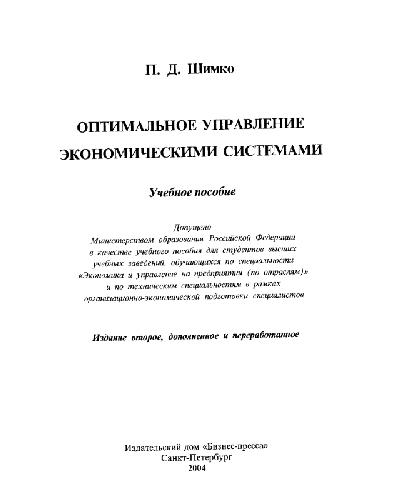 П. Д. Шимко
ОПТИМАЛЬНОЕ УПРАВЛЕНИЕ
ЭКОНОМИЧЕСКИМИ СИСТЕМАМИ
Учебное пособие
Допущено
Министерством образования Российской Федерации
в качестве учебного пособия для студентов высших
учебных заведений, обучающихся по специальности
«Экономика и управление на предприятии (по отраслям)»
и по техническим специальностям в рамках
организационно-экономической подготовки специалистов
Издание второе, дополненное и переработанное
Издательский дом «Бизнес-пресса»
Санкт-Петербург
2004